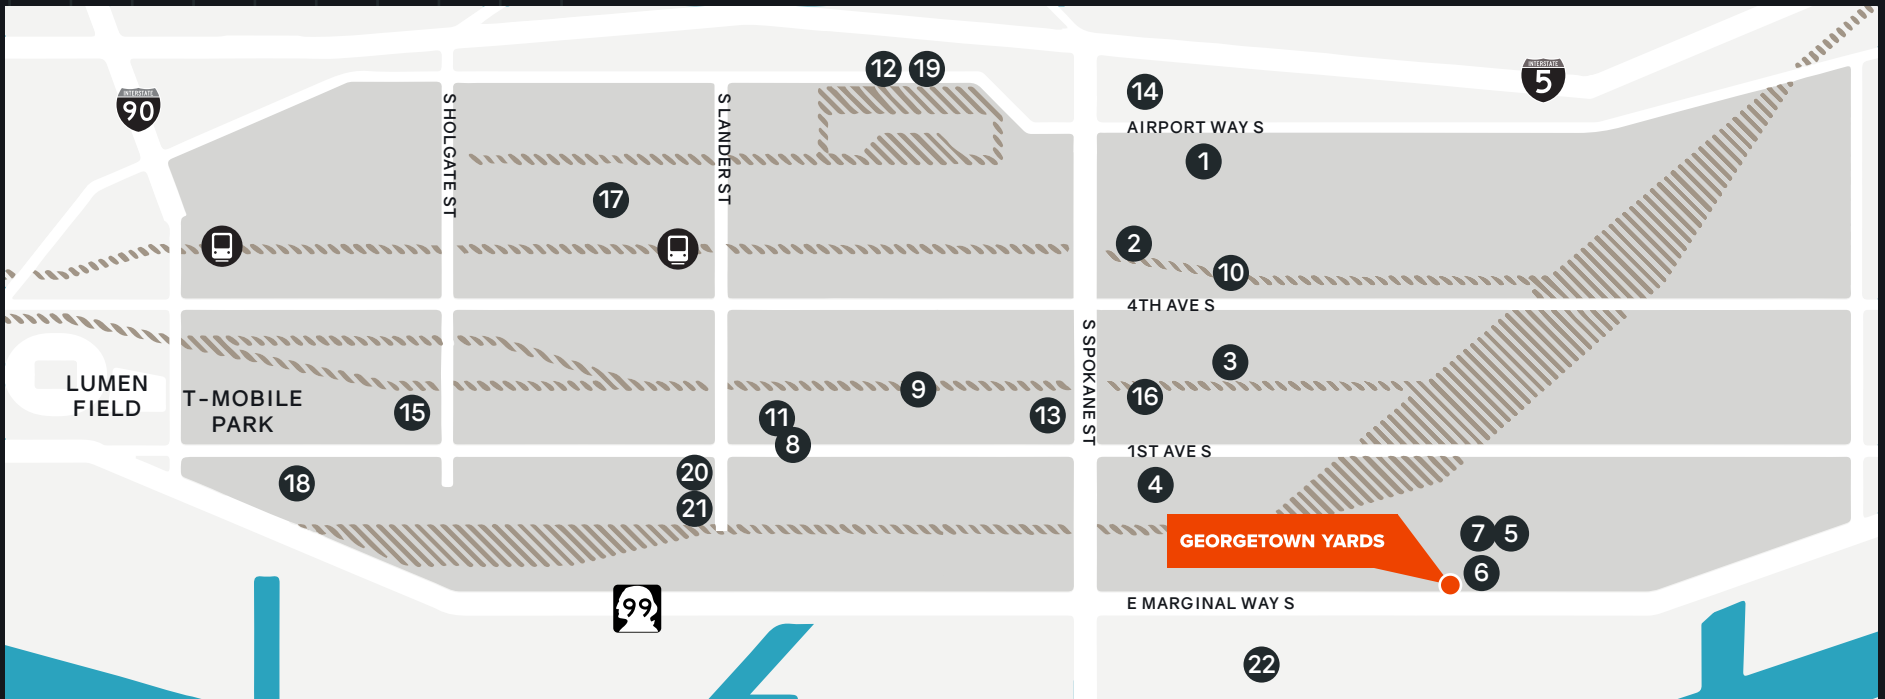 12
19
INTERSTATE
5
14
INTERSTATE
90
S HOLGATE ST
S LANDER ST
AIRPORT WAY S
1
17
2
10
4TH AVE S
S SPOKANE ST
3
LUMEN
FIELD
T-MOBILE
PARK
15
9
16
11
13
8
1ST AVE S
20
18
4
21
GEORGETOWN YARDS
7
5
6
99
E MARGINAL WAY S
22